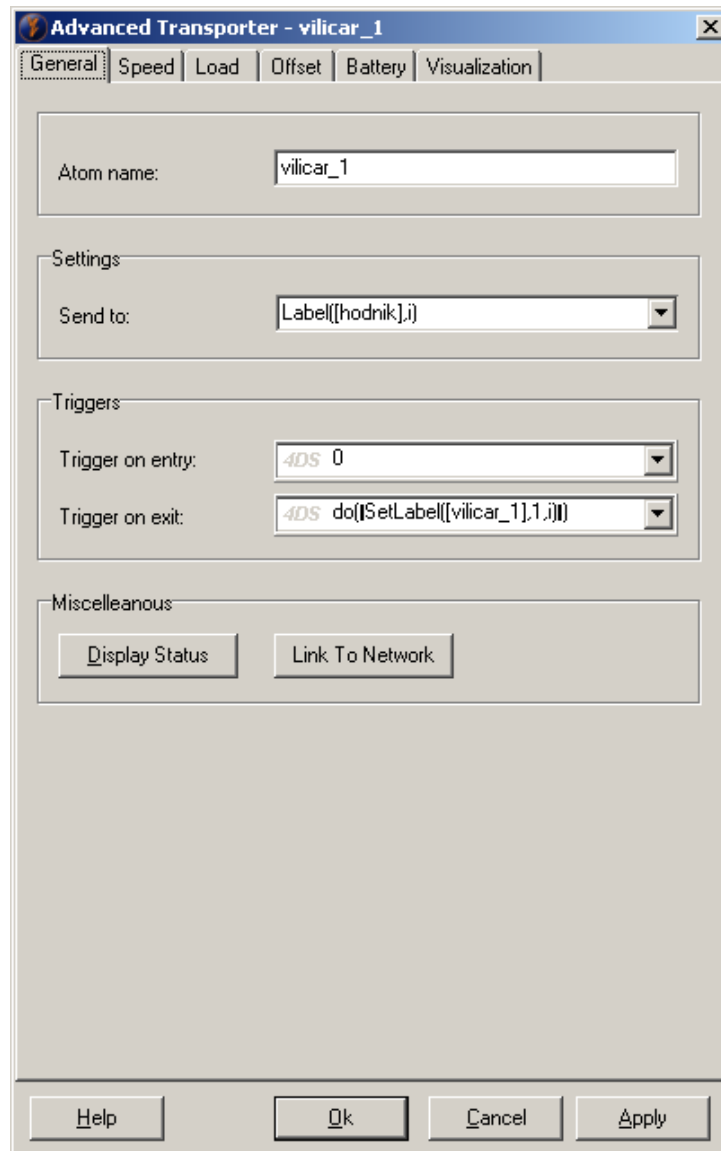 Advanced Transporter - vilicar_1
General Speed Load Offset Battery Visualization
Atom name: vilicar_1
Settings
Send to: Label([hodnik],i)
Triggers
Trigger on entry: 4DS 0
Trigger on exit: 4DS do(|SetLabel([vilicar_1],1,i)|)
Miscelleanous
Display Status Link To Network
Help Ok Cancel Apply